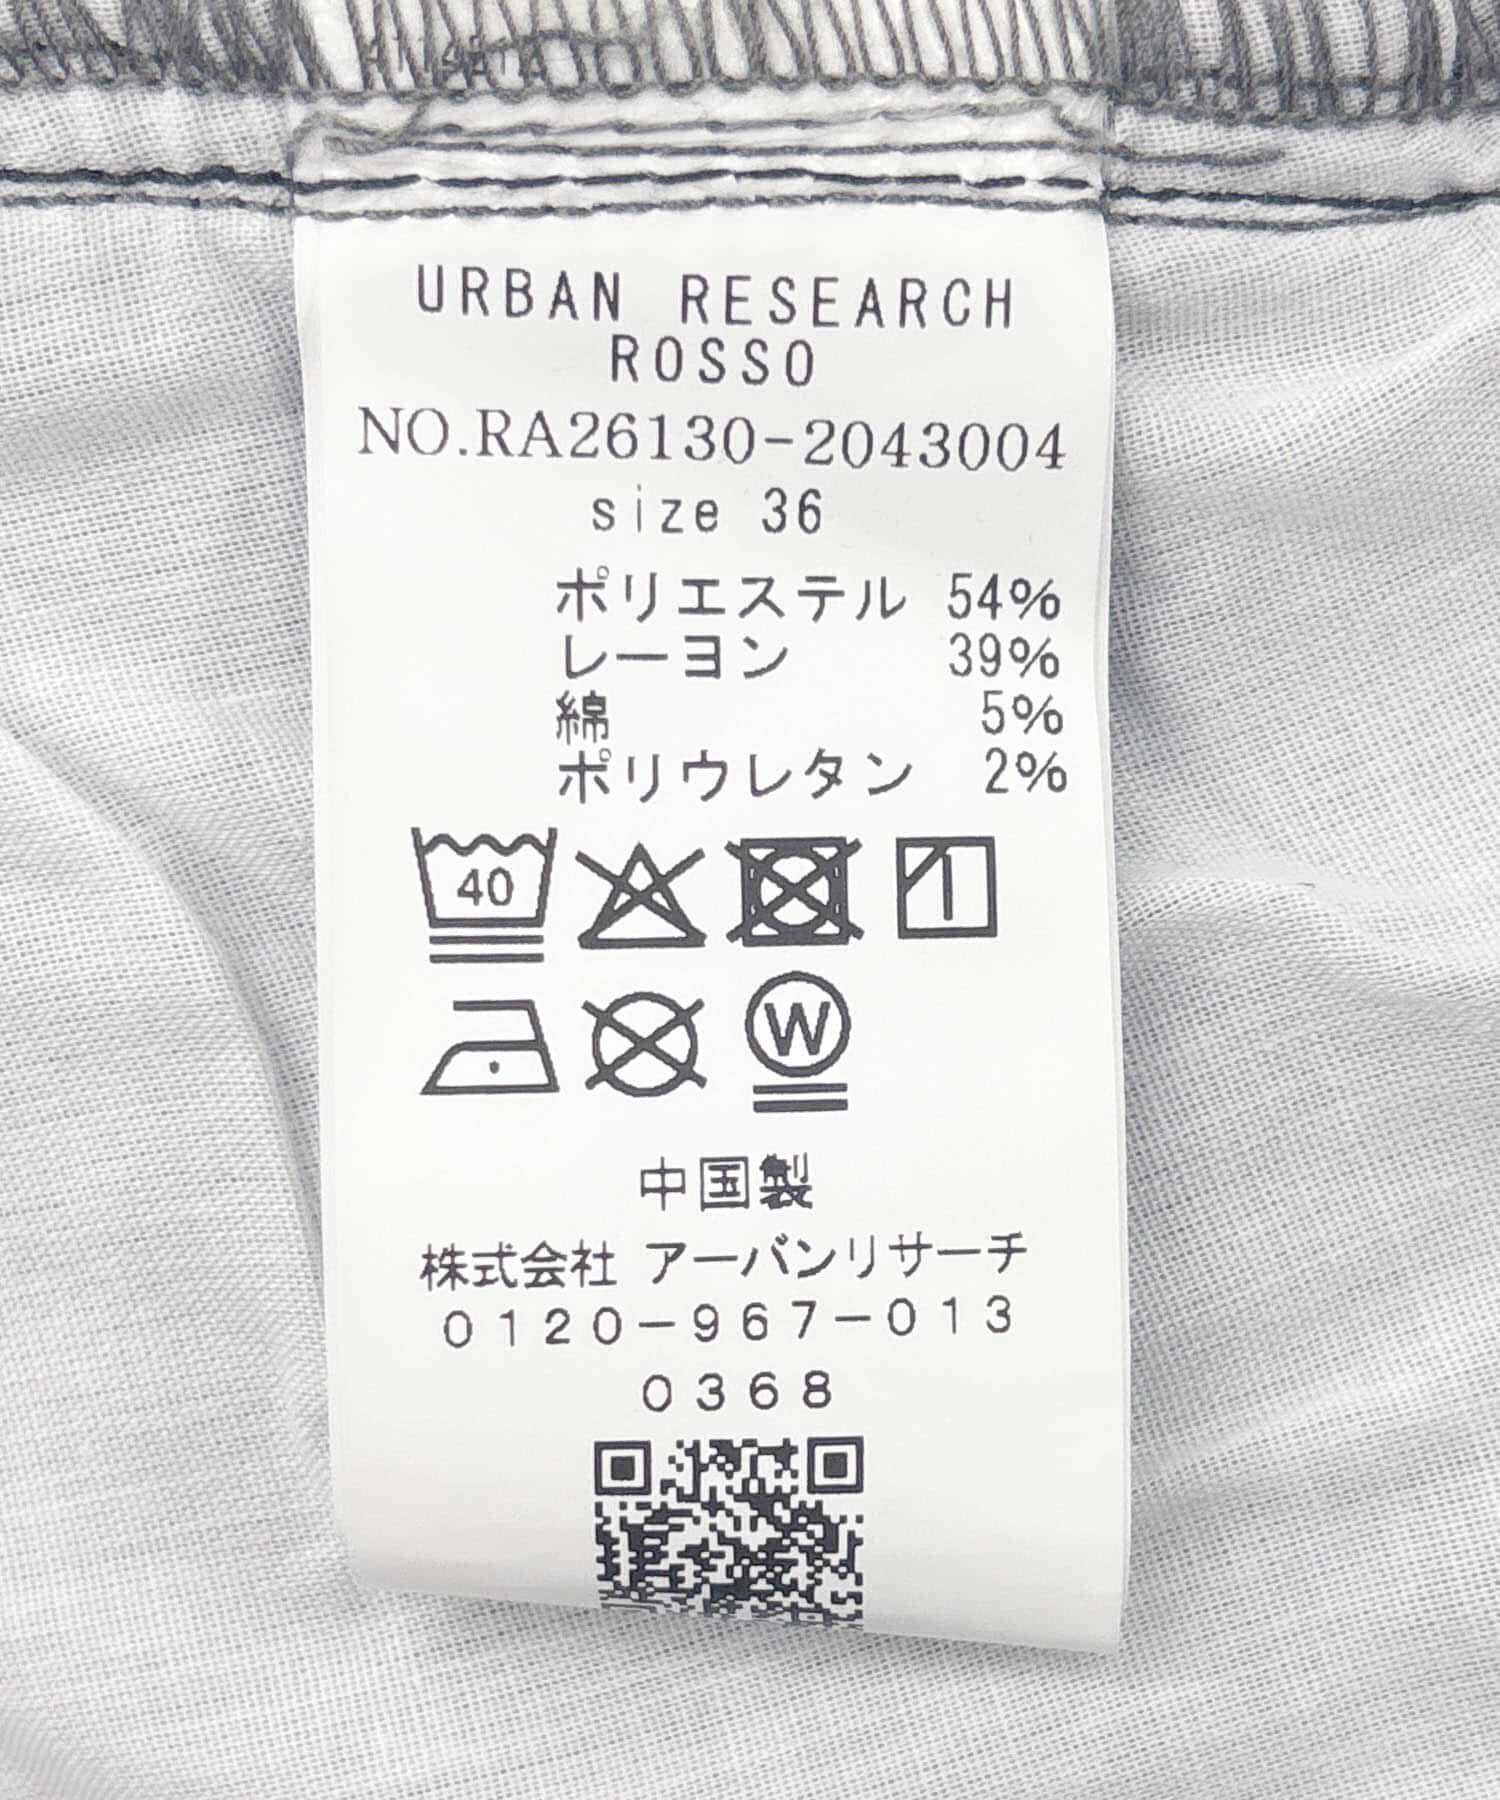 URBAN RESEARCH
ROSSO
NO.RA26130-2043004
size 36
ポリエステル 54%
レーヨン 39%
綿 5%
ポリウレタン 2%
40
W
中国製
株式会社 アーバンリサーチ
0120-967-013
0368